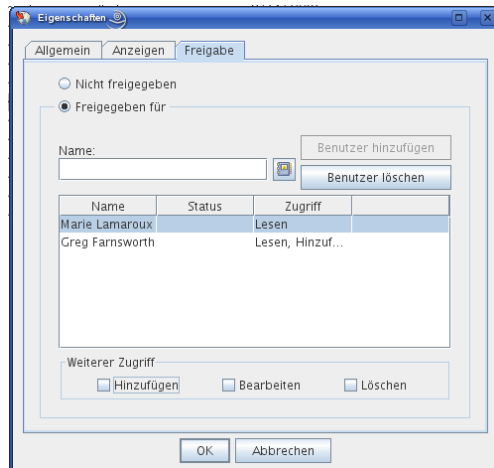 Eigenschaften
Allgemein Anzeigen Freigabe
Nicht freigegeben
Freigegeben für
Name:
Benutzer hinzufügen
Benutzer löschen
Name Status Zugriff
Marie Lamaroux Lesen
Greg Farnsworth Lesen, Hinzuf...
Weiterer Zugriff
Hinzufügen Bearbeiten Löschen
OK Abbrechen